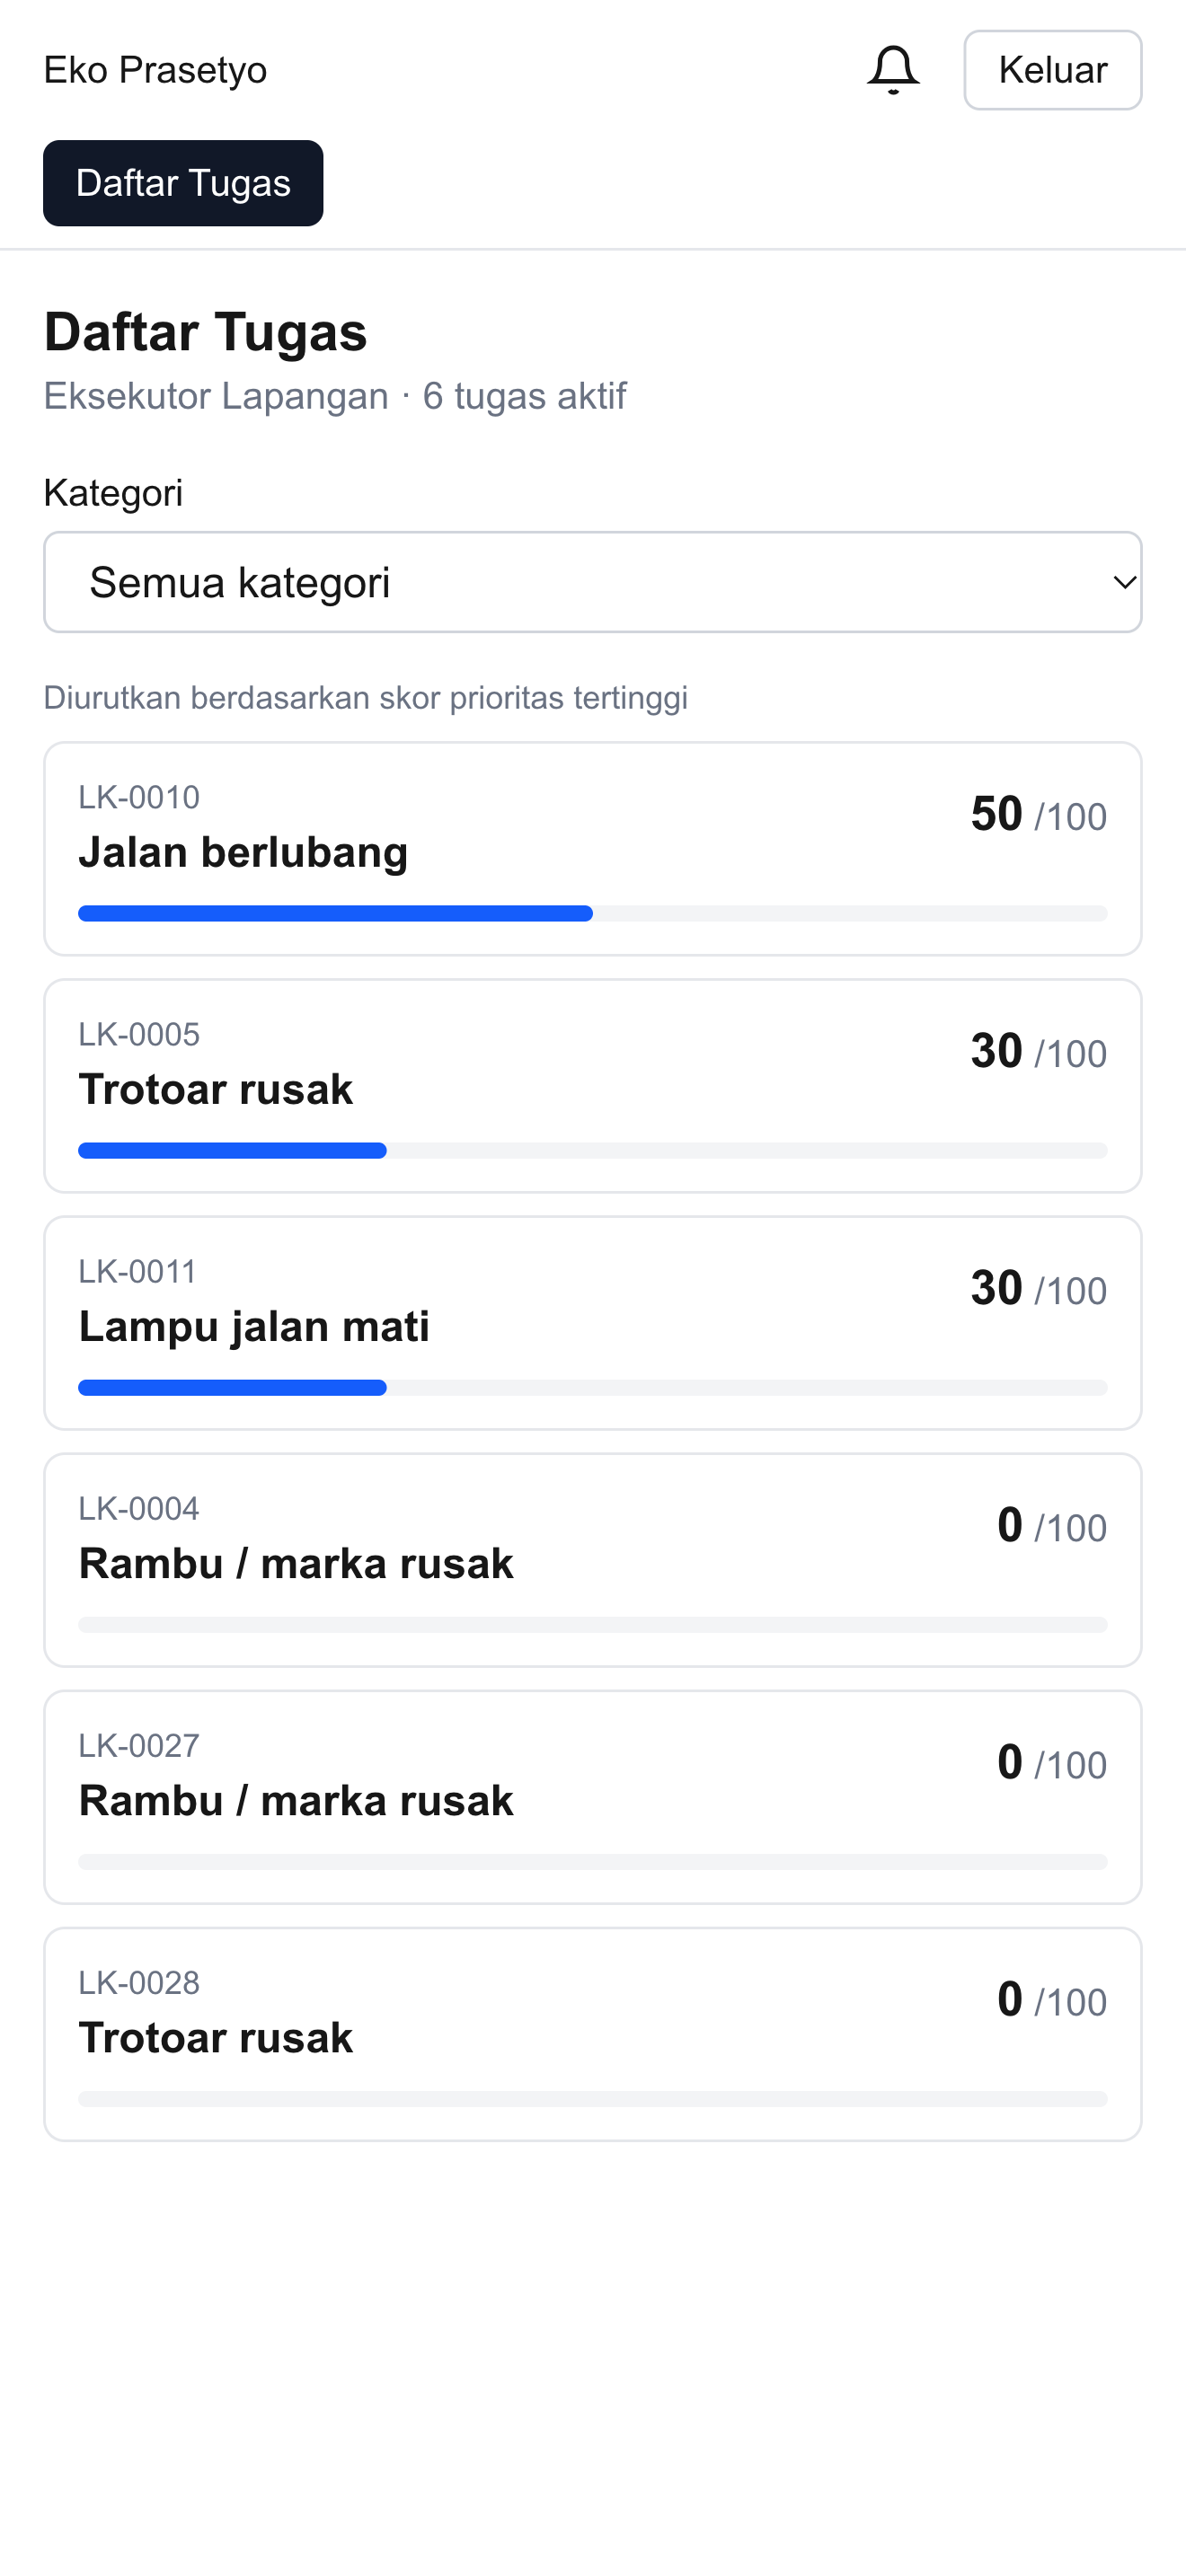 Eko Prasetyo
Keluar
Daftar Tugas
Daftar Tugas
Eksekutor Lapangan · 6 tugas aktif
Kategori
Semua kategori
Diurutkan berdasarkan skor prioritas tertinggi
LK-0010
50 /100
Jalan berlubang
LK-0005
30 /100
Trotoar rusak
LK-0011
30 /100
Lampu jalan mati
LK-0004
0 /100
Rambu / marka rusak
LK-0027
0 /100
Rambu / marka rusak
LK-0028
0 /100
Trotoar rusak